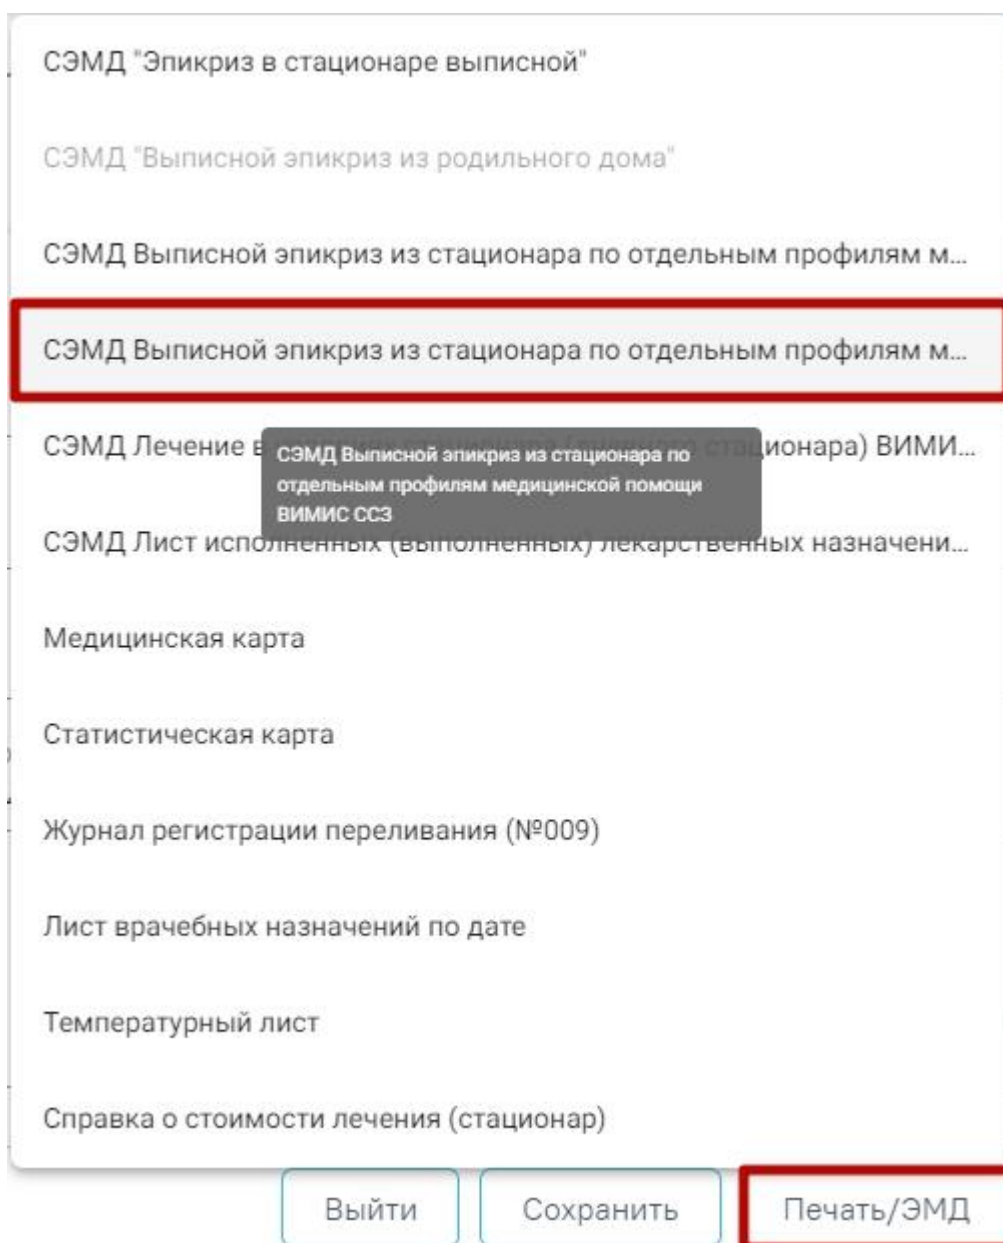 СЭМД "Эпикриз в стационаре выписной"
СЭМД "Выписной эпикриз из родильного дома"
СЭМД Выписной эпикриз из стационара по отдельным профилям м...
СЭМД Выписной эпикриз из стационара по отдельным профилям м...
СЭМД Лечение в ционара) ВИМИ...
СЭМД Выписной эпикриз из стационара по
отдельным профилям медицинской помощи
ВИМИС ССЗ
СЭМД Лист исполненных (выполненных) лекарственных назначени...
Медицинская карта
Статистическая карта
Журнал регистрации переливания (№009)
Лист врачебных назначений по дате
Температурный лист
Справка о стоимости лечения (стационар)
Выйти Сохранить Печать/ЭМД